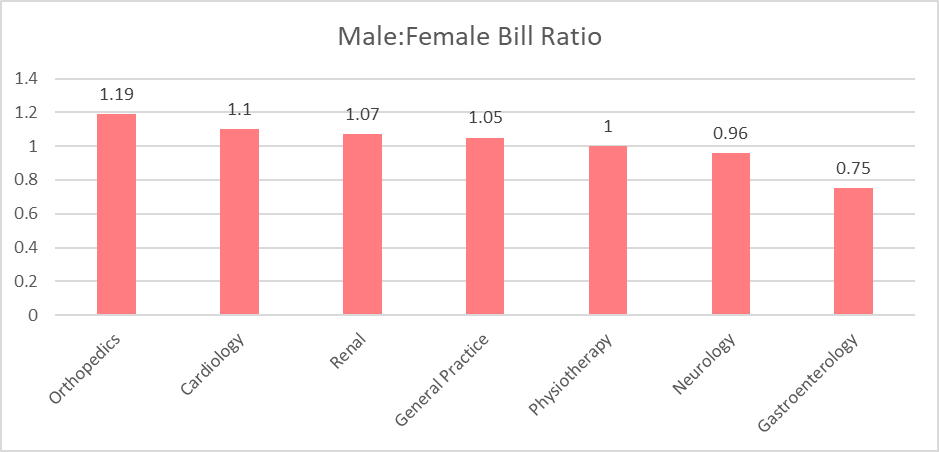 Male:Female Bill Ratio
1.4
1.2
1
0.8
0.6
0.4
0.2
0
1.19
1.1
1.07
1.05
1
0.96
0.75
Orthopedics
Cardiology
Renal
General Practice
Physiotherapy
Neurology
Gastroenterology